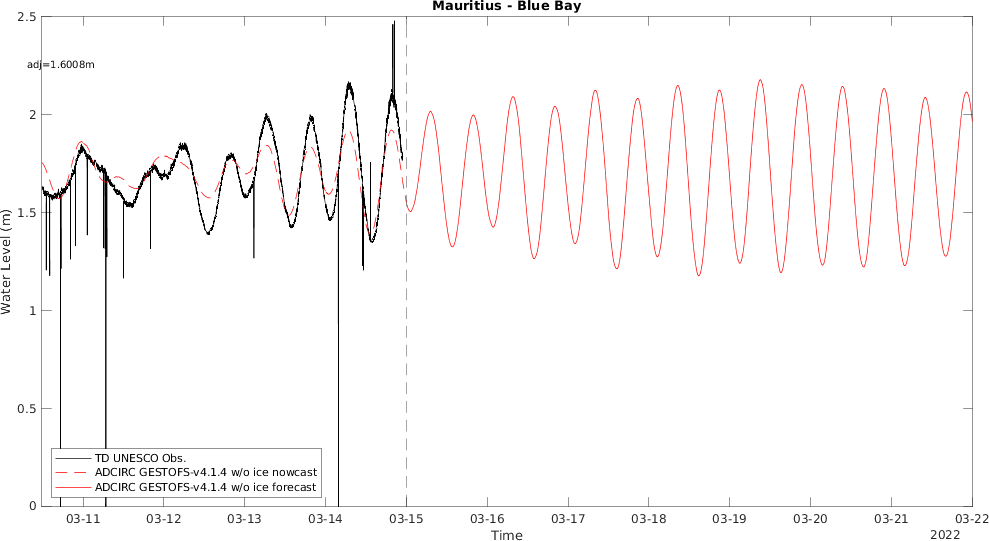 Mauritius - Blue Bay
2.5
adj=1.6008m
2
1.5
1
0.5
0
Water Level (m)
TD UNESCO Obs.
ADCIRC GESTOFS-v4.1.4 w/o ice nowcast
ADCIRC GESTOFS-v4.1.4 w/o ice forecast
03-11 03-12 03-13 03-14 03-15 03-16 03-17 03-18 03-19 03-20 03-21 03-22
Time
2022